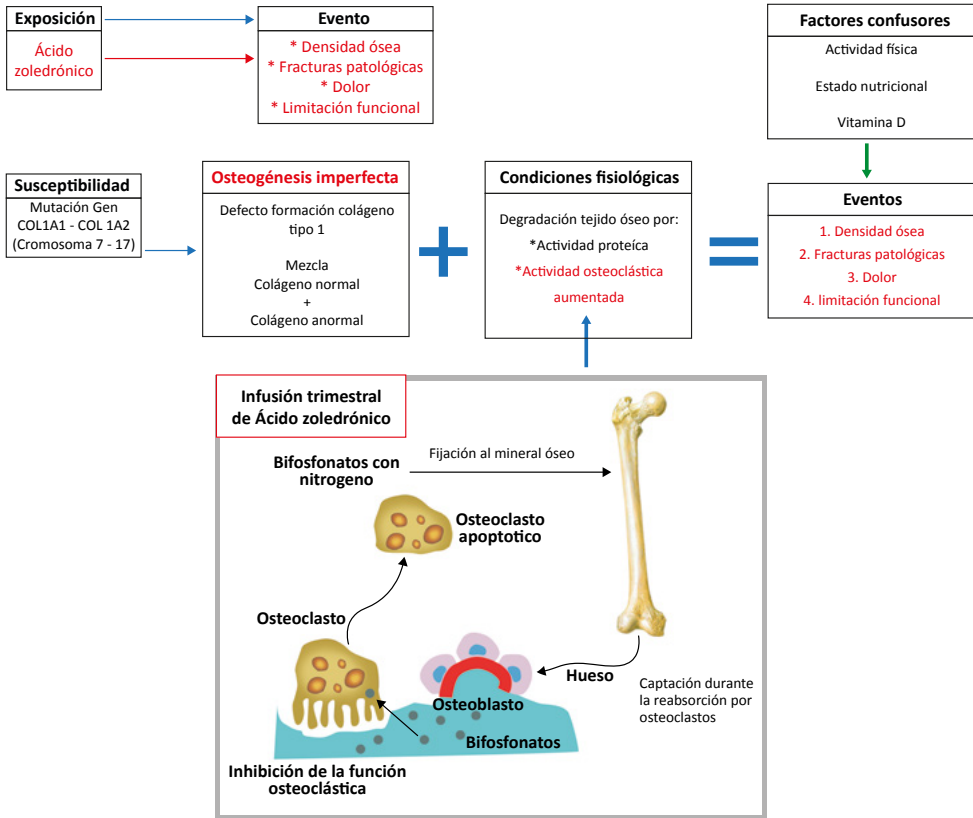 Exposición
Ácido
zoledrónico
Evento
* Densidad ósea
* Fracturas patológicas
* Dolor
* Limitación funcional
Factores confusores
Actividad física
Estado nutricional
Vitamina D
Susceptibilidad
Mutación Gen
COL1A1 - COL 1A2
(Cromosoma 7 - 17)
Osteogénesis imperfecta
Defecto formación colágeno
tipo 1
Mezcla
Colágeno normal
+
Colágeno anormal
+
Condiciones fisiológicas
Degradación tejido óseo por:
*Actividad proteíca
*Actividad osteoclástica
aumentada
=
Eventos
1. Densidad ósea
2. Fracturas patológicas
3. Dolor
4. limitación funcional
Infusión trimestral
de Ácido zoledrónico
Bifosfonatos con
nitrogeno
Fijación al mineral óseo
Osteoclasto
apoptotico
Osteoclasto
Hueso
Captación durante
la reabsorción por
osteoclastos
Osteoblasto
Bifosfonatos
Inhibición de la función
osteoclástica